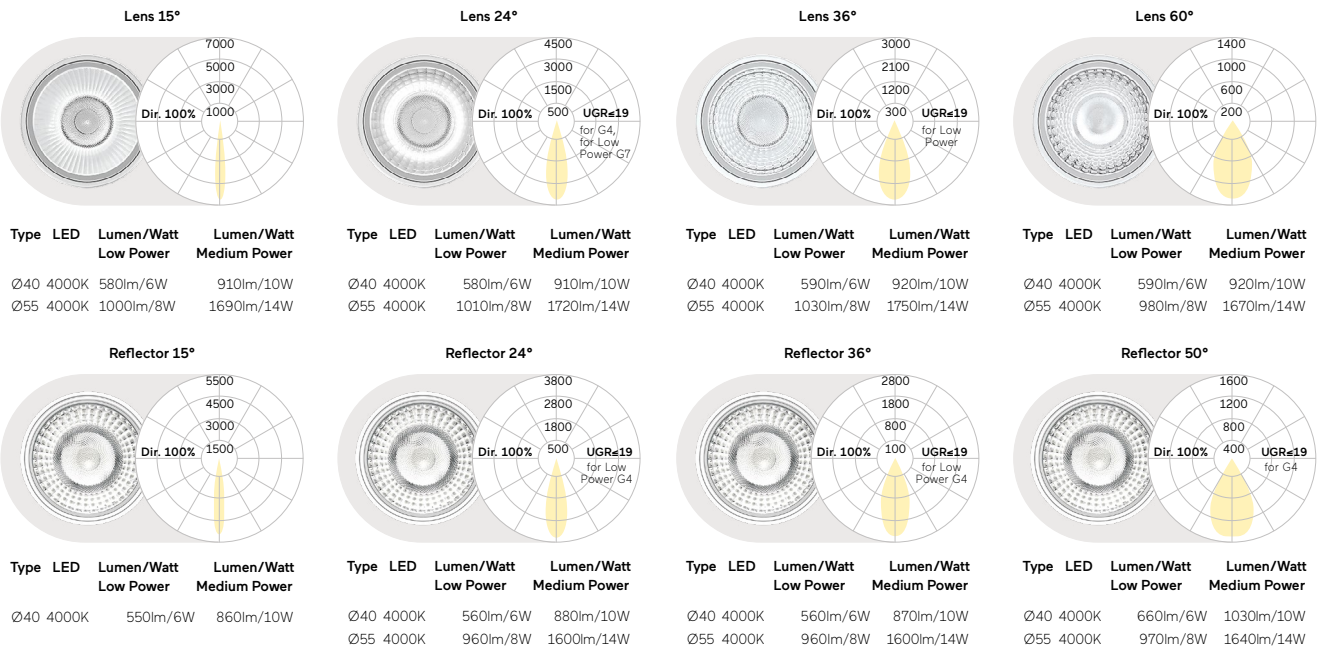 Lens 15°
7000
5000
3000
1000
Dir. 100%
Type LED Lumen/Watt Lumen/Watt
Low Power Medium Power
Ø40 4000K 580lm/6W 910lm/10W
Ø55 4000K 1000lm/8W 1690lm/14W
Lens 24°
4500
3000
1500
500
Dir. 100%
UGR≤19
for G4,
for Low
Power G7
Type LED Lumen/Watt Lumen/Watt
Low Power Medium Power
Ø40 4000K 580lm/6W 910lm/10W
Ø55 4000K 1010lm/8W 1720lm/14W
Lens 36°
3000
2100
1200
300
Dir. 100%
UGR≤19
for Low
Power
Type LED Lumen/Watt Lumen/Watt
Low Power Medium Power
Ø40 4000K 590lm/6W 920lm/10W
Ø55 4000K 1030lm/8W 1750lm/14W
Lens 60°
1400
1000
600
200
Dir. 100%
Type LED Lumen/Watt Lumen/Watt
Low Power Medium Power
Ø40 4000K 590lm/6W 920lm/10W
Ø55 4000K 980lm/8W 1670lm/14W
Reflector 15°
5500
4500
3000
1500
Dir. 100%
Type LED Lumen/Watt Lumen/Watt
Low Power Medium Power
Ø40 4000K 550lm/6W 860lm/10W
Reflector 24°
3800
2800
1800
500
Dir. 100%
UGR≤19
for Low
Power G4
Type LED Lumen/Watt Lumen/Watt
Low Power Medium Power
Ø40 4000K 560lm/6W 880lm/10W
Ø55 4000K 960lm/8W 1600lm/14W
Reflector 36°
2800
1800
800
100
Dir. 100%
UGR≤19
for Low
Power G4
Type LED Lumen/Watt Lumen/Watt
Low Power Medium Power
Ø40 4000K 560lm/6W 870lm/10W
Ø55 4000K 960lm/8W 1600lm/14W
Reflector 50°
1600
1200
800
400
Dir. 100%
UGR≤19
for G4
Type LED Lumen/Watt Lumen/Watt
Low Power Medium Power
Ø40 4000K 660lm/6W 1030lm/10W
Ø55 4000K 970lm/8W 1640lm/14W